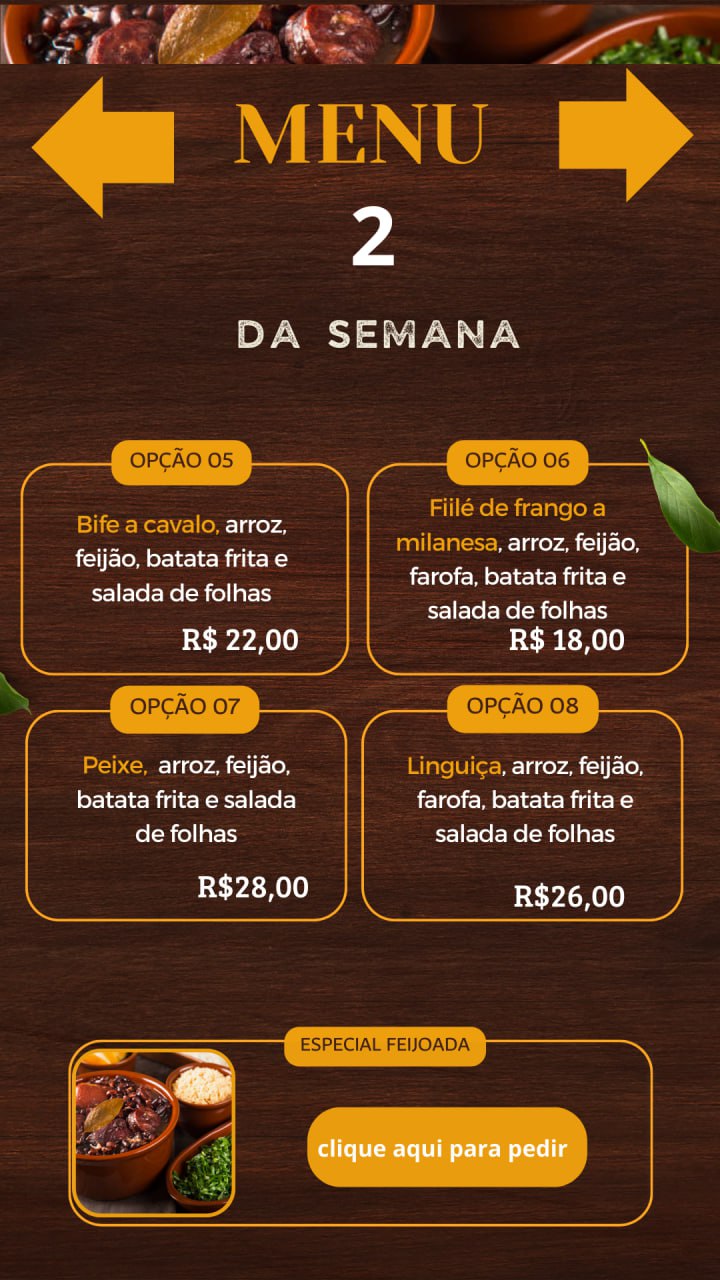 MENU
2
DA SEMANA
OPÇÃO 05
Bife a cavalo, arroz,
feijão, batata frita e
salada de folhas
R$ 22,00
OPÇÃO 06
Fiilé de frango a
milanesa, arroz, feijão,
farofa, batata frita e
salada de folhas
R$ 18,00
OPÇÃO 07
Peixe, arroz, feijão,
batata frita e salada
de folhas
R$28,00
OPÇÃO 08
Linguiça, arroz, feijão,
farofa, batata frita e
salada de folhas
R$26,00
ESPECIAL FEIJOADA
clique aqui para pedir